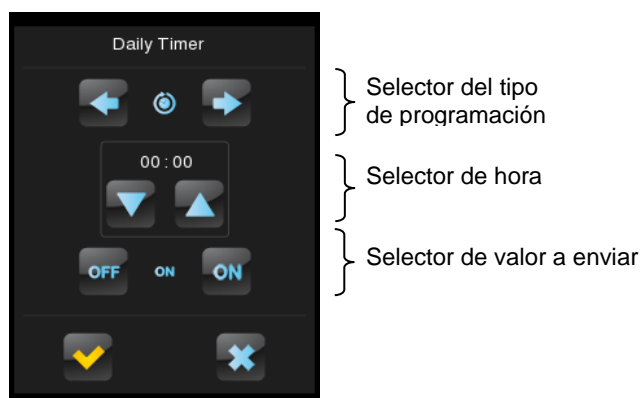 Daily Timer
Selector del tipo
de programación
00:00
Selector de hora
OFF ON ON
Selector de valor a enviar